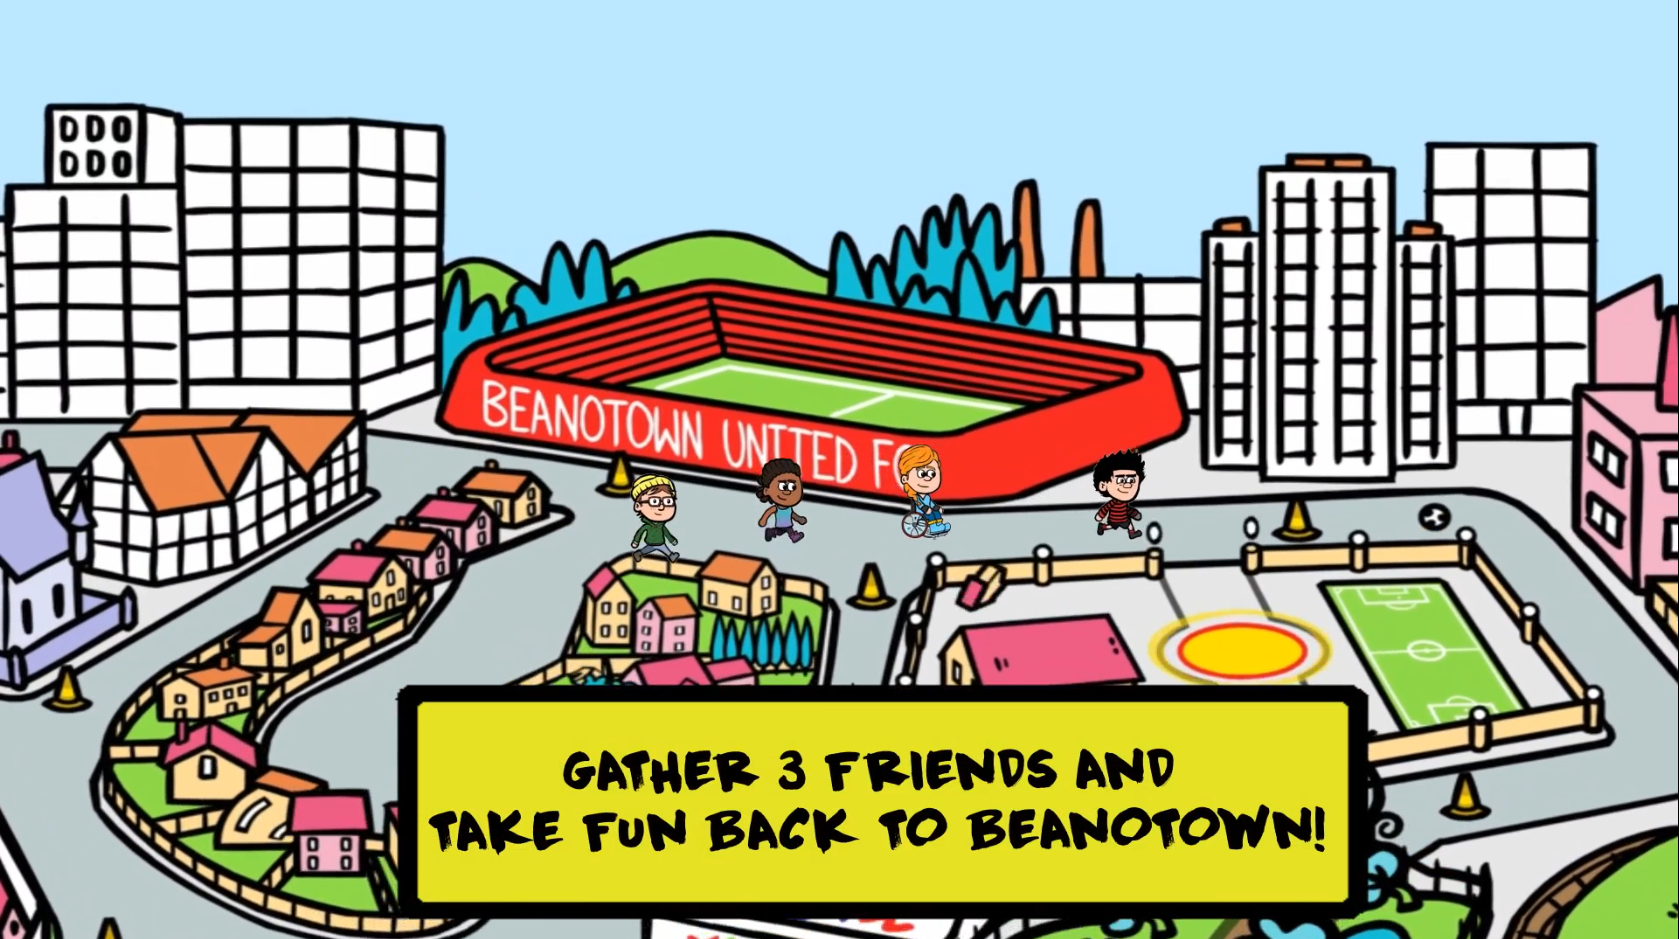 BEANOTOWN UNITED FC
GATHER 3 FRIENDS AND
TAKE FUN BACK TO BEANOTOWN!